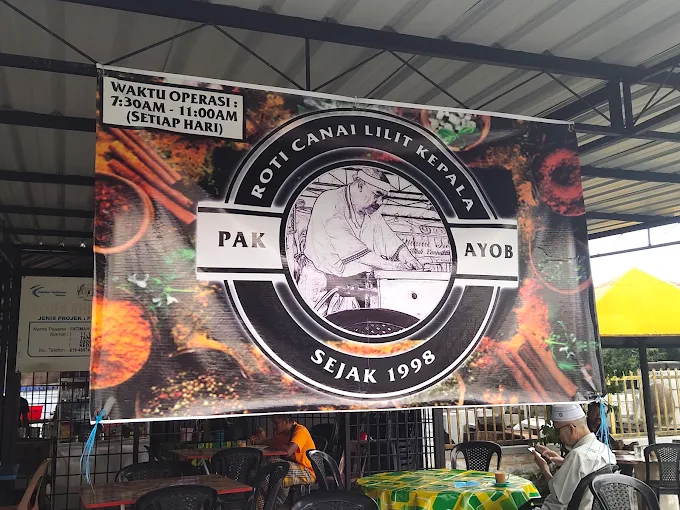 WAKTU OPERASI :
7:30AM - 11:00AM
(SETIAP HARI)
ROTI CANAI LILIT KEPALA
PAK
AYOB
SEJAK 1998
JENIS PROJEK :